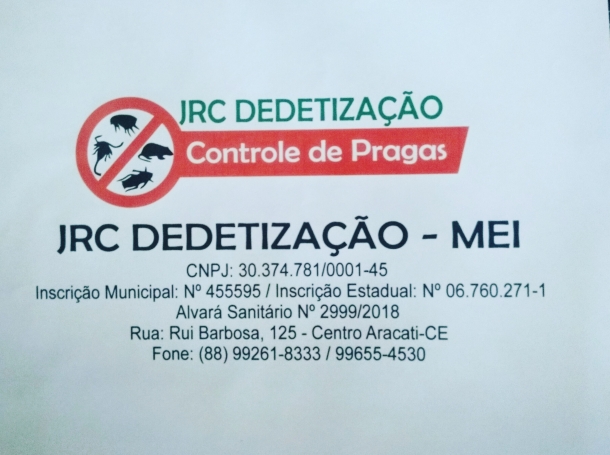 JRC DEDETIZAÇÃO
Controle de Pragas
JRC DEDETIZAÇÃO - MEI
CNPJ: 30.374.781/0001-45
Inscrição Municipal: Nº 455595 / Inscrição Estadual: Nº 06.760.271-1
Alvará Sanitário Nº 2999/2018
Rua: Rui Barbosa, 125 - Centro Aracati-CE
Fone: (88) 99261-8333 / 99655-4530